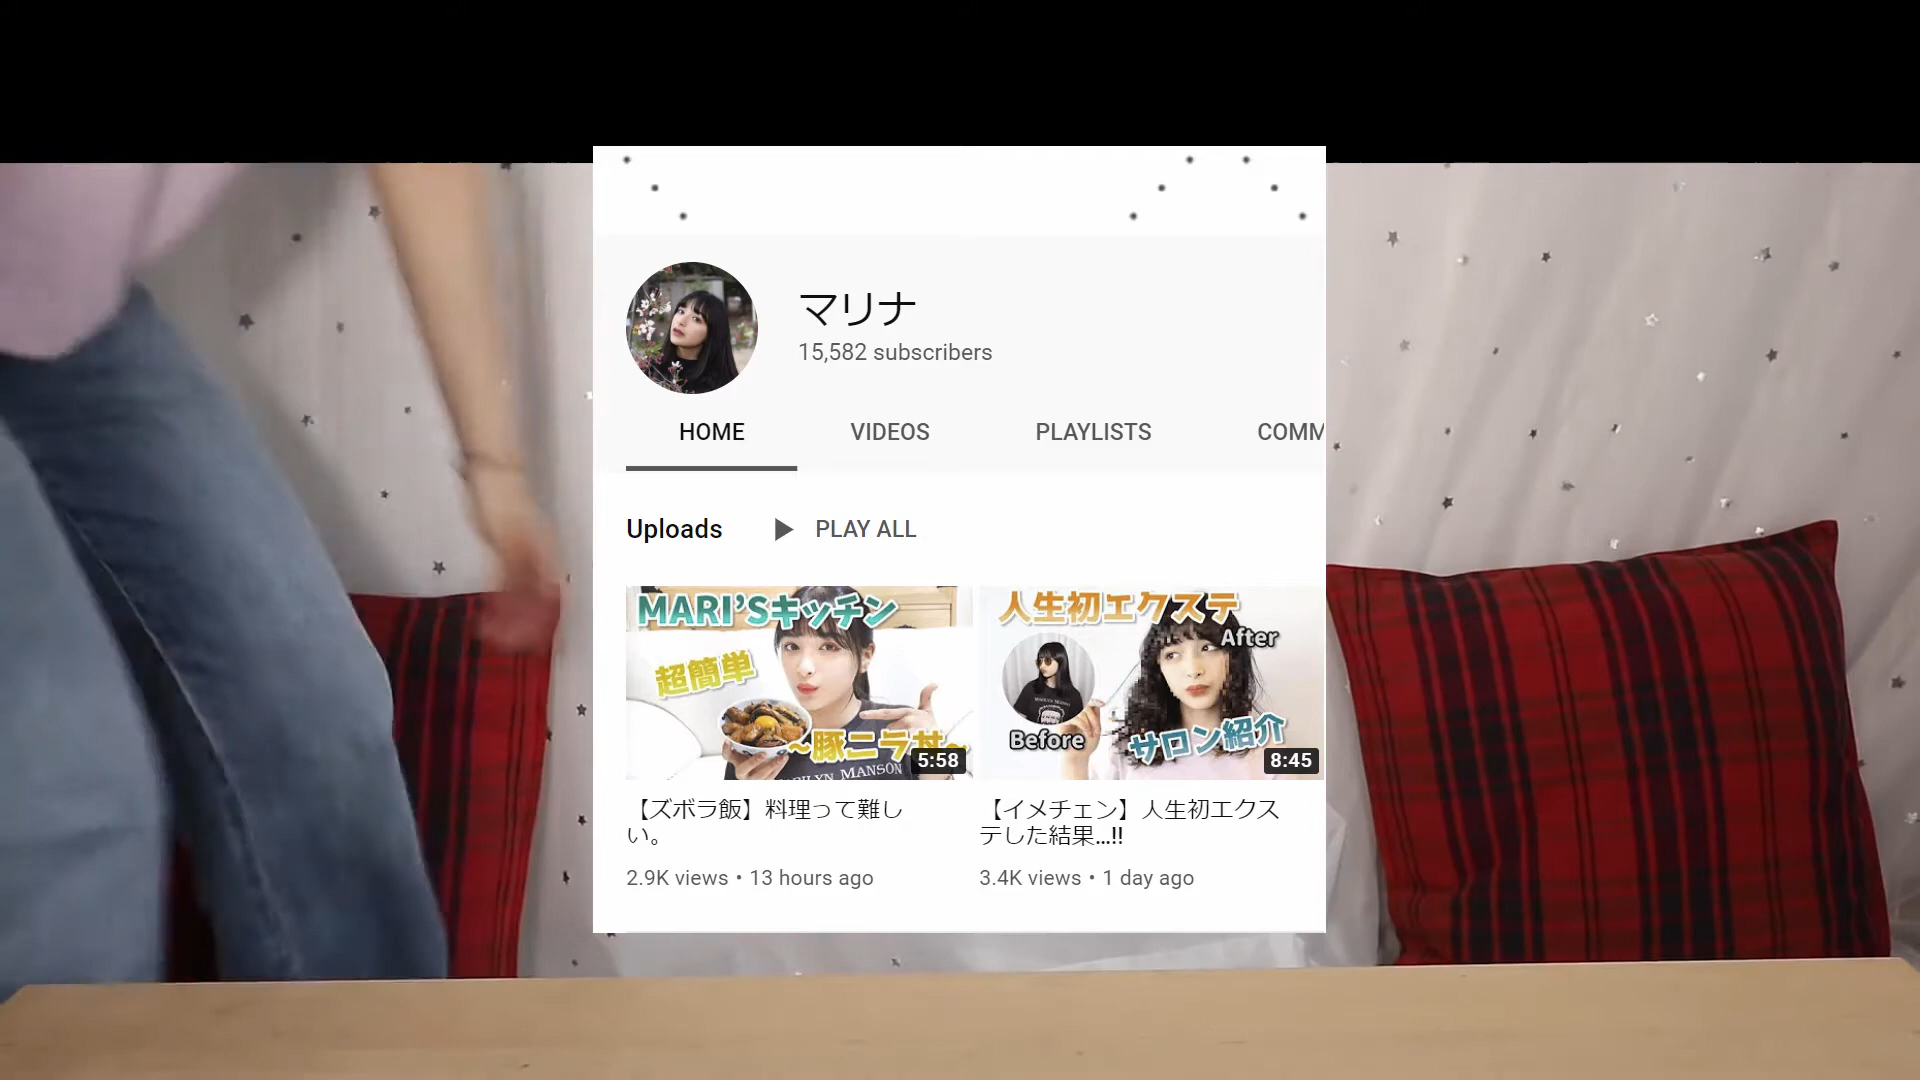 マリナ
15,582 subscribers
HOME VIDEOS PLAYLISTS COMM
Uploads PLAY ALL
MARI'Sキッチン
超簡単
~豚ニラ丼~
MARILYN MANSON
5:58
人生初エクステ
After
Before
サロン紹介
8:45
【ズボラ飯】料理って難し
い。
2.9K views • 13 hours ago
【イメチェン】人生初エクス
テした結果...!!
3.4K views • 1 day ago